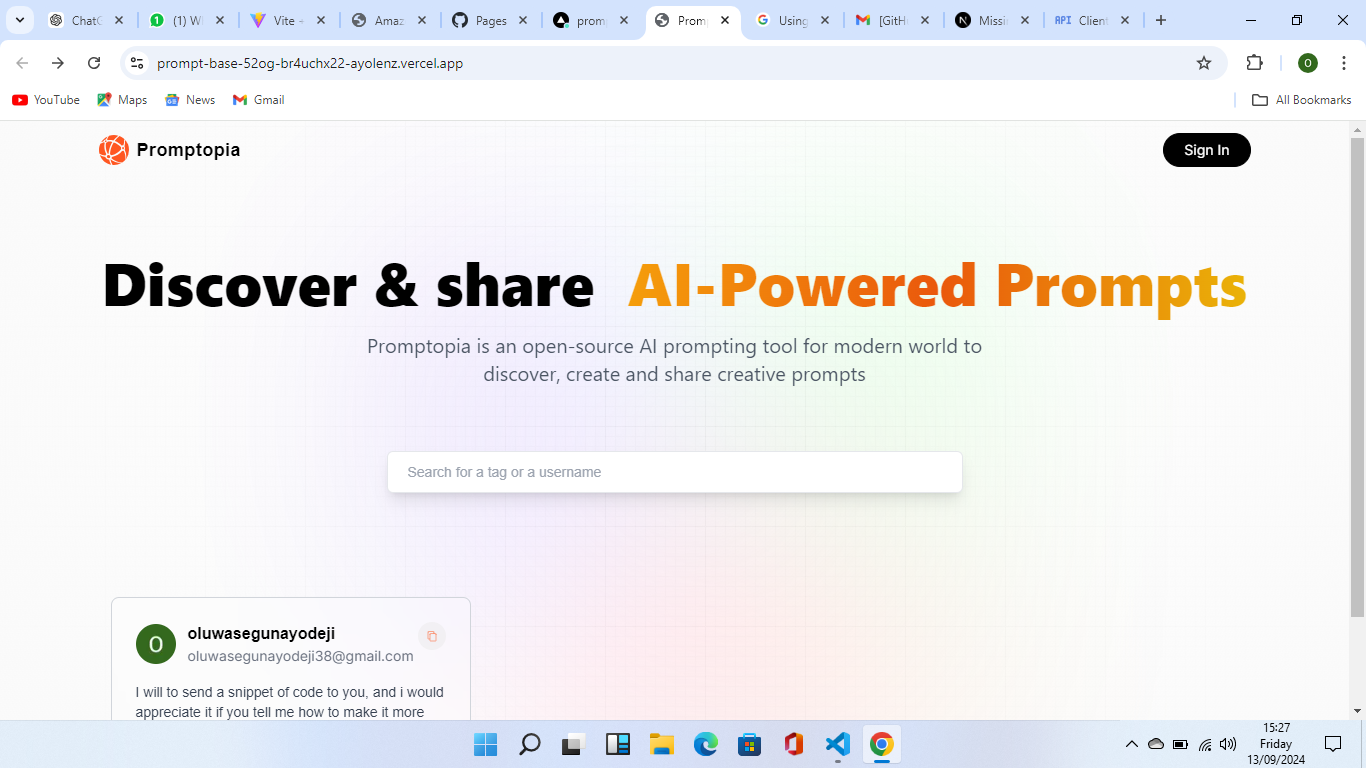 ChatG
(1) W
Vite +
Amaz
Pages
prom
Prom
Using
[GitH
Missi
API Client
prompt-base-52og-br4uchx22-ayolenz.vercel.app
O
YouTube
Maps
News
Gmail
All Bookmarks
Promptopia
Sign In
Discover & share AI-Powered Prompts
Promptopia is an open-source AI prompting tool for modern world to
discover, create and share creative prompts
Search for a tag or a username
O
oluwasegunayodeji
oluwasegunayodeji38@gmail.com
I will to send a snippet of code to you, and i would
appreciate it if you tell me how to make it more
15:27
Friday
13/09/2024